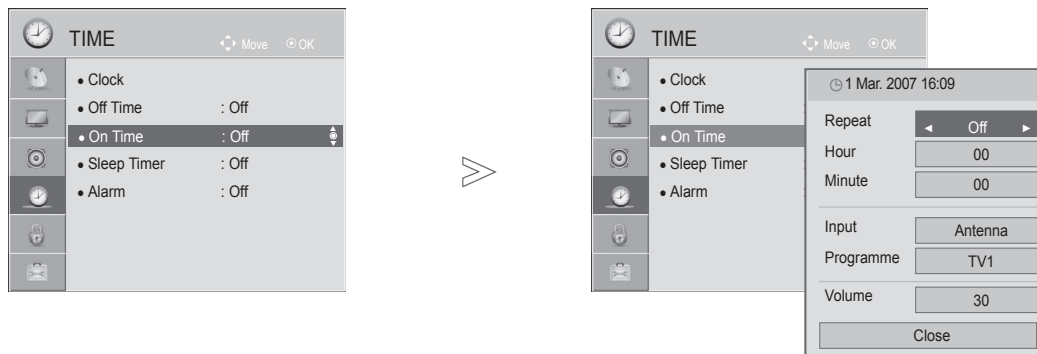 TIME
Move OK
• Clock
• Off Time : Off
• On Time : Off
• Sleep Timer : Off
• Alarm : Off
TIME
Move OK
• Clock
• Off Time
• On Time
• Sleep Timer
• Alarm
1 Mar. 2007 16:09
Repeat ◄ Off ►
Hour 00
Minute 00
Input Antenna
Programme TV1
Volume 30
Close